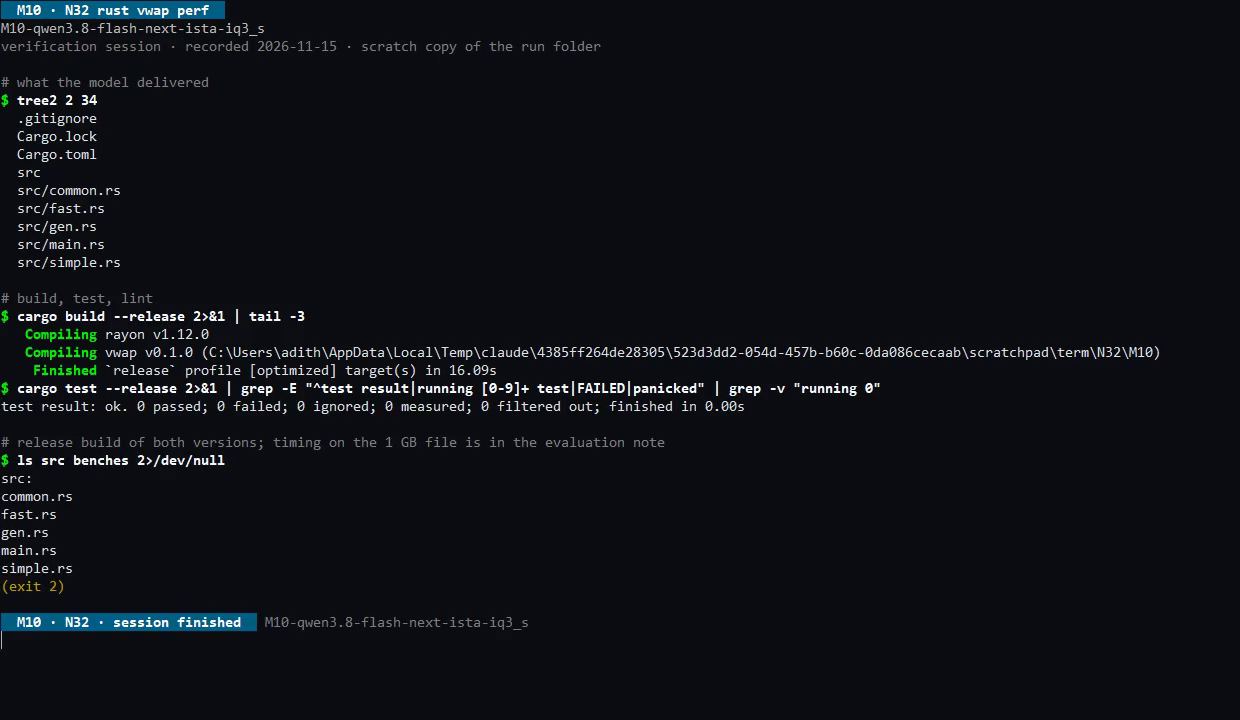 M10 · N32 rust vwap perf
M10-qwen3.8-flash-next-ista-iq3_s
verification session · recorded 2026-11-15 · scratch copy of the run folder
# what the model delivered
$ tree2 2 34
.gitignore
Cargo.lock
Cargo.toml
src
src/common.rs
src/fast.rs
src/gen.rs
src/main.rs
src/simple.rs
# build, test, lint
$ cargo build --release 2>&1 | tail -3
Compiling rayon v1.12.0
Compiling vwap v0.1.0 (C:\Users\adith\AppData\Local\Temp\claude\4385ff264de28305\523d3dd2-054d-457b-b60c-0da086cecaab\scratchpad\term\N32\M10)
Finished `release` profile [optimized] target(s) in 16.09s
$ cargo test --release 2>&1 | grep -E "^test result|running [0-9]+ test|FAILED|panicked" | grep -v "running 0"
test result: ok. 0 passed; 0 failed; 0 ignored; 0 measured; 0 filtered out; finished in 0.00s
# release build of both versions; timing on the 1 GB file is in the evaluation note
$ ls src benches 2>/dev/null
src:
common.rs
fast.rs
gen.rs
main.rs
simple.rs
(exit 2)
M10 · N32 · session finished M10-qwen3.8-flash-next-ista-iq3_s